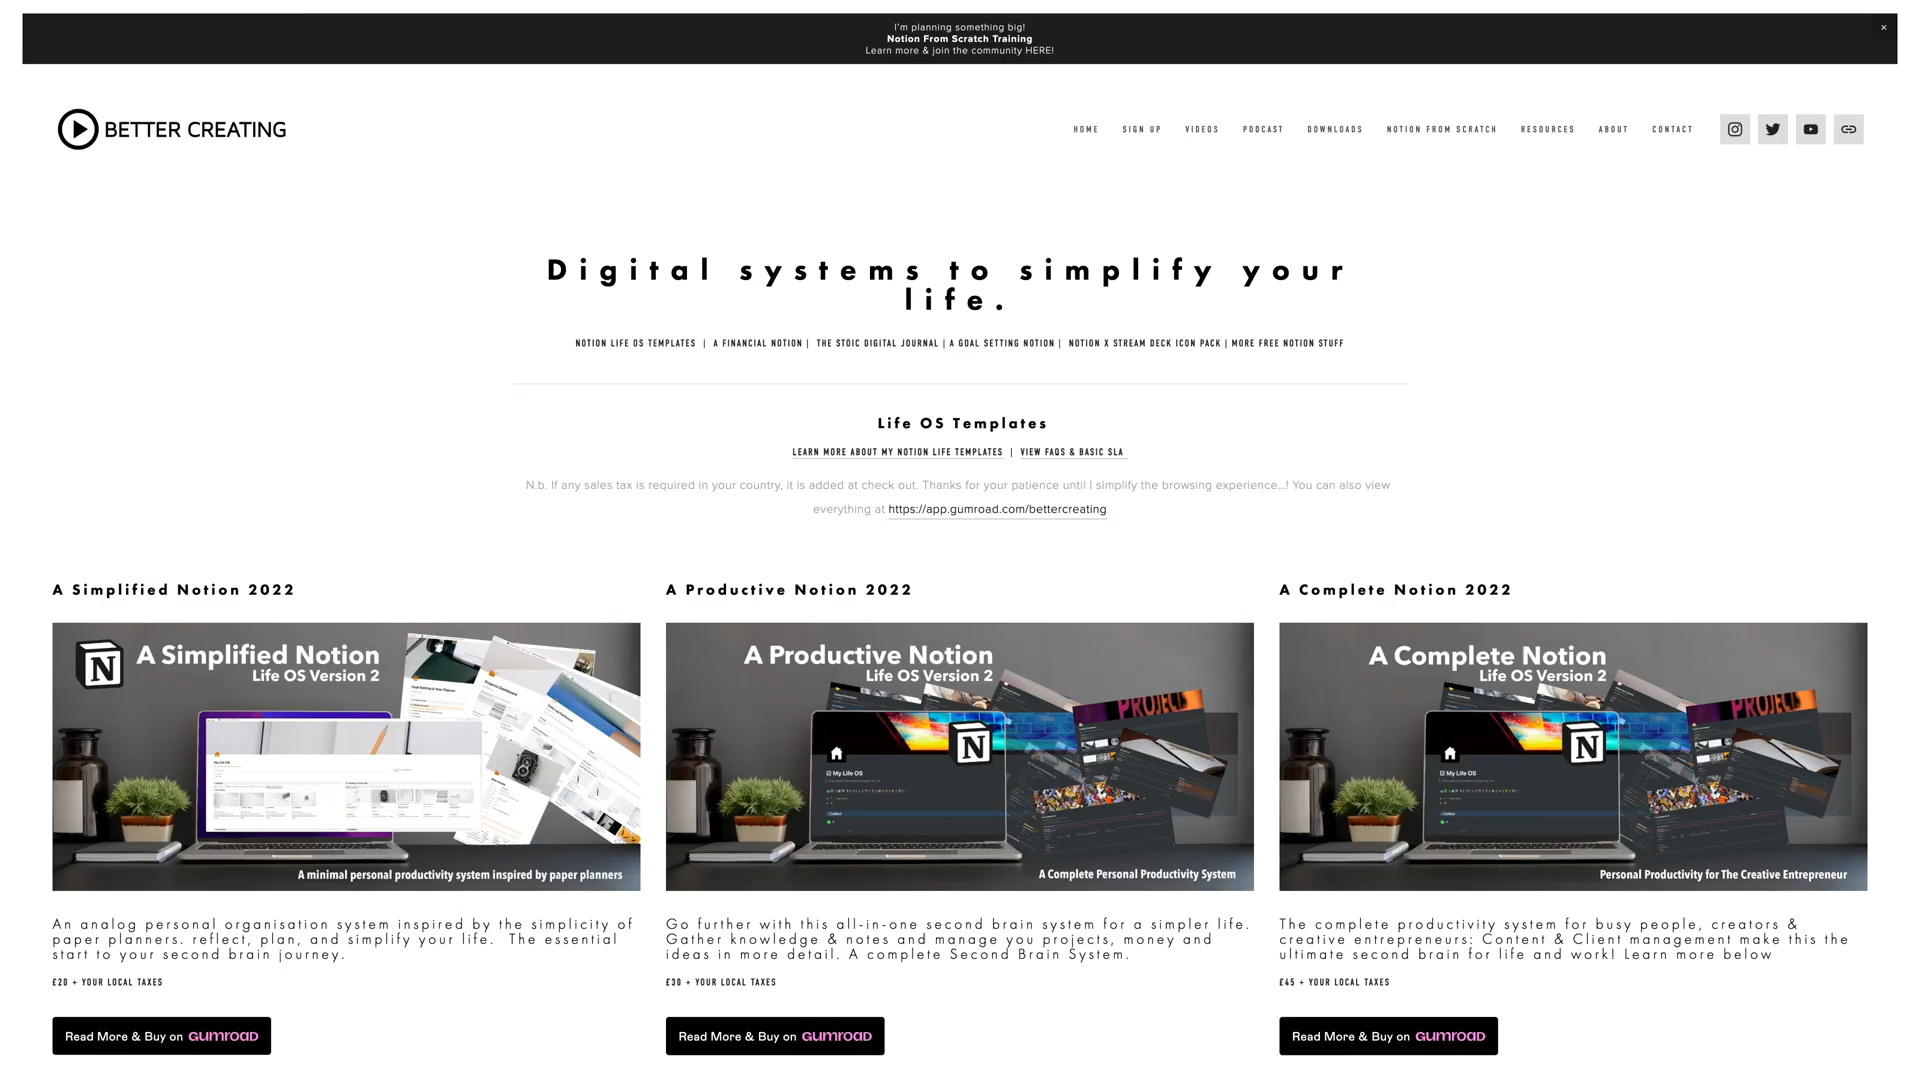 I'm planning something big!
Notion From Scratch Training
Learn more & join the community HERE!
×
BETTER CREATING
HOME SIGN UP VIDEOS PODCAST DOWNLOADS NOTION FROM SCRATCH RESOURCES ABOUT CONTACT
Digital systems to simplify your
life.
NOTION LIFE OS TEMPLATES | A FINANCIAL NOTION | THE STOIC DIGITAL JOURNAL | A GOAL SETTING NOTION | NOTION X STREAM DECK ICON PACK | MORE FREE NOTION STUFF
Life OS Templates
LEARN MORE ABOUT MY NOTION LIFE TEMPLATES | VIEW FAQS & BASIC SLA
N.b. If any sales tax is required in your country, it is added at check out. Thanks for your patience until I simplify the browsing experience...! You can also view
everything at https://app.gumroad.com/bettercreating
A Simplified Notion 2022
N A Simplified Notion
Life OS Version 2
My Life OS
Projects Dashboard
A minimal personal productivity system inspired by paper planners
An analog personal organisation system inspired by the simplicity of
paper planners. reflect, plan, and simplify your life. The essential
start to your second brain journey.
£20 + YOUR LOCAL TAXES
Read More & Buy on GUMROAD
A Productive Notion 2022
A Productive Notion
Life OS Version 2
PROJECT
N
My Life OS
A Complete Personal Productivity System
Go further with this all-in-one second brain system for a simpler life.
Gather knowledge & notes and manage you projects, money and
ideas in more detail. A complete Second Brain System.
£30 + YOUR LOCAL TAXES
Read More & Buy on GUMROAD
A Complete Notion 2022
A Complete Notion
Life OS Version 2
PROJECT
N
My Life OS
Personal Productivity for The Creative Entrepreneur
The complete productivity system for busy people, creators &
creative entrepreneurs: Content & Client management make this the
ultimate second brain for life and work! Learn more below
£45 + YOUR LOCAL TAXES
Read More & Buy on GUMROAD